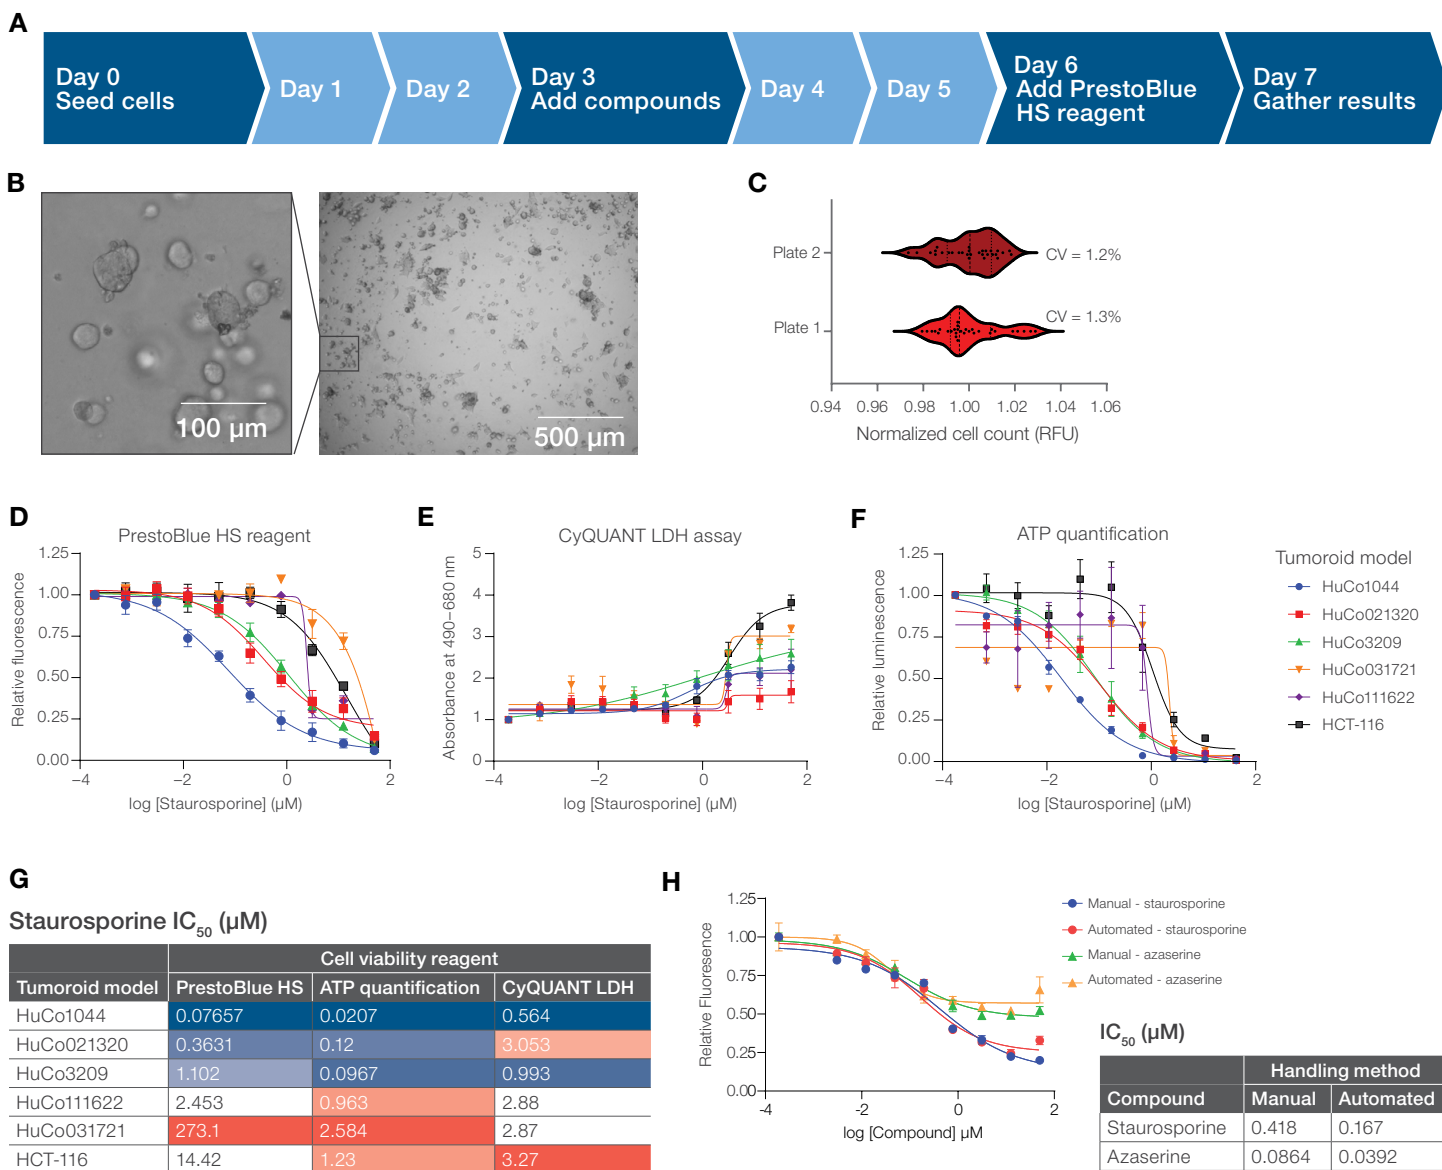 A
Day 0
Seed cells
Day 1
Day 2
Day 3
Add compounds
Day 4
Day 5
Day 6
Add PrestoBlue
HS reagent
Day 7
Gather results
B
100 µm
500 µm
C
Plate 2
CV = 1.2%
Plate 1
CV = 1.3%
0.94 0.96 0.98 1.00 1.02 1.04 1.06
Normalized cell count (RFU)
D
PrestoBlue HS reagent
Relative fluorescence
1.25
1.00
0.75
0.50
0.25
0.00
−4 −2 0 2
log [Staurosporine] (µM)
E
CyQUANT LDH assay
Absorbance at 490–680 nm
5
4
3
2
1
0
−4 −2 0 2
log [Staurosporine] (µM)
F
ATP quantification
Relative luminescence
1.25
1.00
0.75
0.50
0.25
0.00
−4 −2 0 2
log [Staurosporine] (µM)
Tumoroid model
HuCo1044
HuCo021320
HuCo3209
HuCo031721
HuCo111622
HCT-116
G
Staurosporine IC50 (µM)
Cell viability reagent
Tumoroid model PrestoBlue HS ATP quantification CyQUANT LDH
HuCo1044 0.07657 0.0207 0.564
HuCo021320 0.3631 0.12 3.053
HuCo3209 1.102 0.0967 0.993
HuCo111622 2.453 0.963 2.88
HuCo031721 273.1 2.584 2.87
HCT-116 14.42 1.23 3.27
H
Relative Fluoresence
1.25
1.00
0.75
0.50
0.25
0.00
-4 -2 0 2
log [Compound] µM
Manual - staurosporine
Automated - staurosporine
Manual - azaserine
Automated - azaserine
IC50 (µM)
Handling method
Compound Manual Automated
Staurosporine 0.418 0.167
Azaserine 0.0864 0.0392